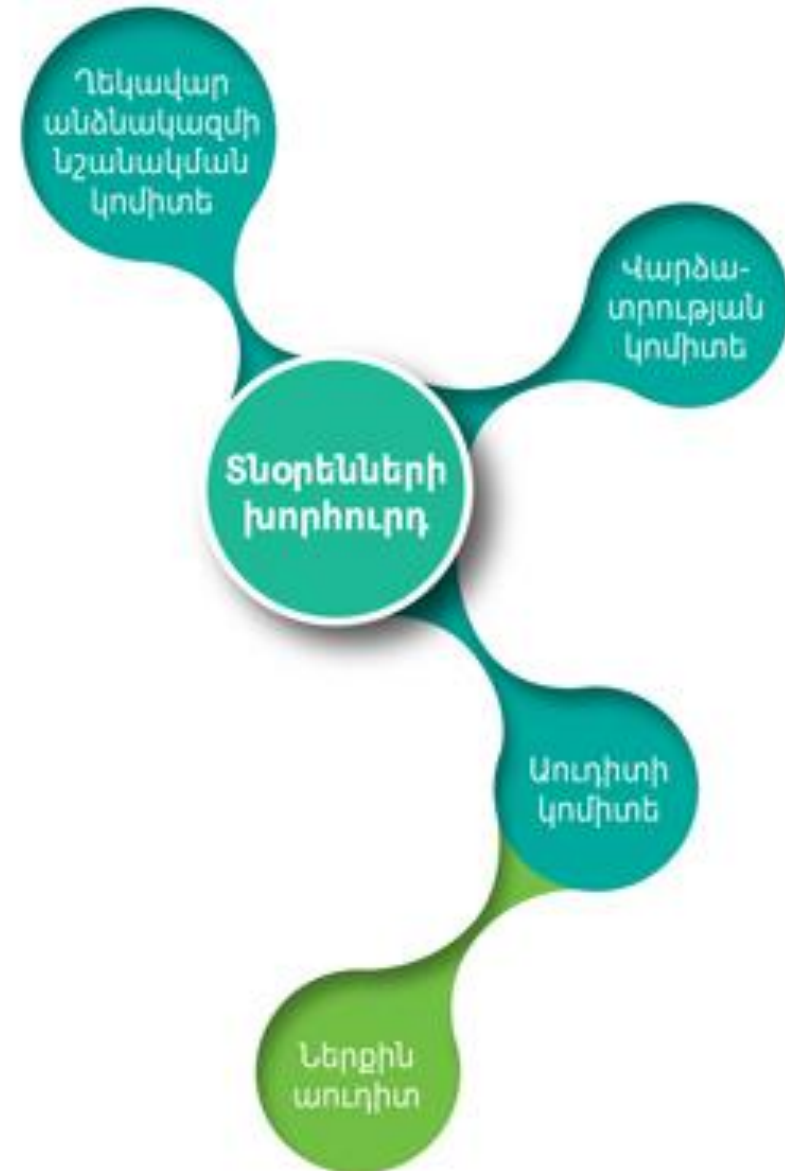 Ղեկավար
անձնակազմի
նշանակման
կոմիտե
Վարձա-
տրության
կոմիտե
Տնօրենների
խորհուրդ
Աուդիտի
կոմիտե
Ներքին
աուդիտ